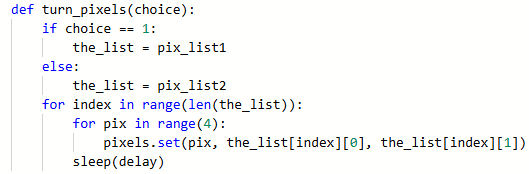 def turn_pixels(choice):
    if choice == 1:
        the_list = pix_list1
    else:
        the_list = pix_list2
    for index in range(len(the_list)):
        for pix in range(4):
            pixels.set(pix, the_list[index][0], the_list[index][1])
        sleep(delay)